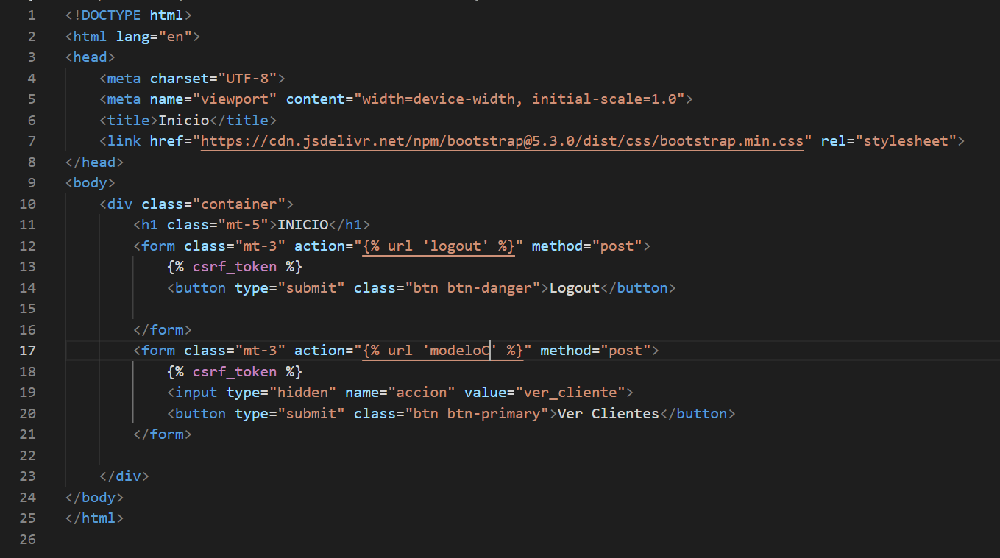 1 <!DOCTYPE html>
2 <html lang="en">
3 <head>
4     <meta charset="UTF-8">
5     <meta name="viewport" content="width=device-width, initial-scale=1.0">
6     <title>Inicio</title>
7     <link href="https://cdn.jsdelivr.net/npm/bootstrap@5.3.0/dist/css/bootstrap.min.css" rel="stylesheet">
8 </head>
9 <body>
10     <div class="container">
11         <h1 class="mt-5">INICIO</h1>
12         <form class="mt-3" action="{% url 'logout' %}" method="post">
13             {% csrf_token %}
14             <button type="submit" class="btn btn-danger">Logout</button>
15
16         </form>
17         <form class="mt-3" action="{% url 'modeloC' %}" method="post">
18             {% csrf_token %}
19             <input type="hidden" name="accion" value="ver_cliente">
20             <button type="submit" class="btn btn-primary">Ver Clientes</button>
21         </form>
22
23     </div>
24 </body>
25 </html>
26